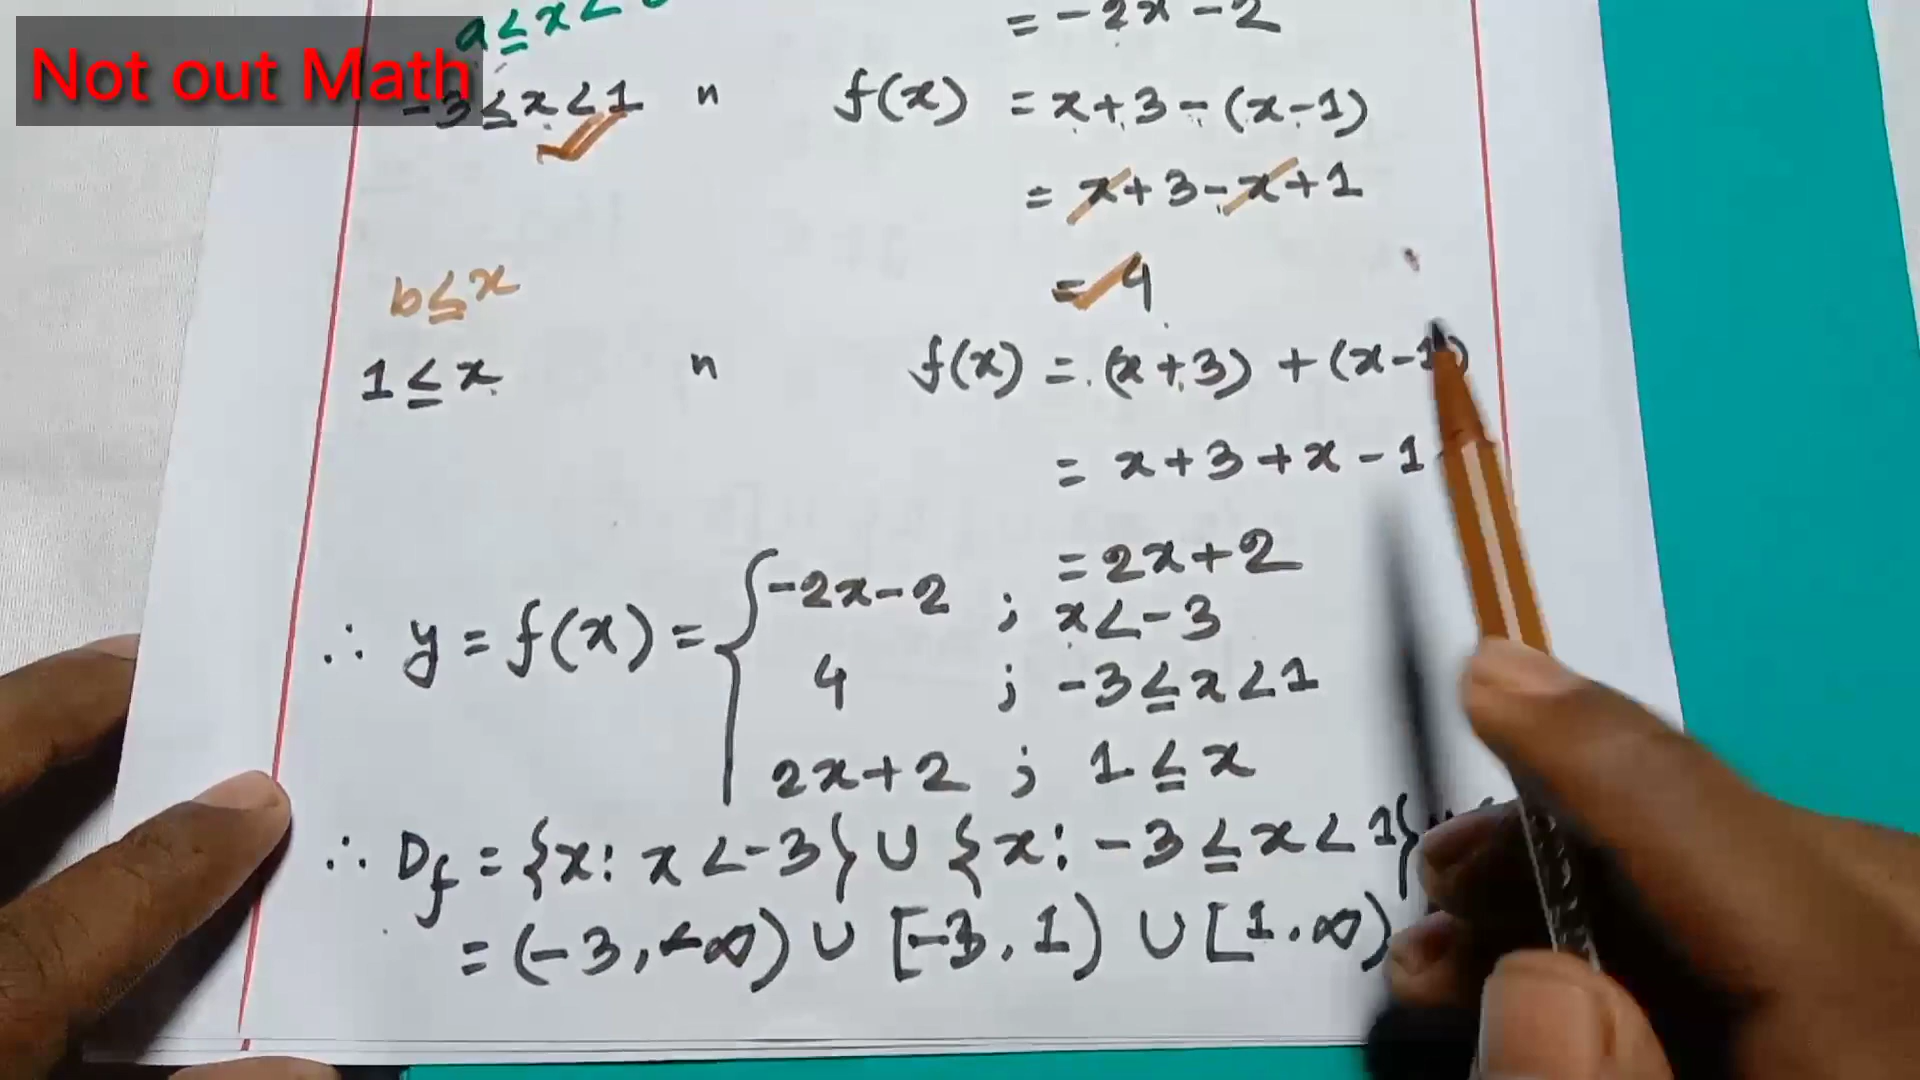 a≤x<
= -2x-2
Not out Math
-3≤x<1 n f(x) = x+3-(x-1)
= x+3-x+1
= 4
b≤x
1≤x n f(x) = (x+3) +(x-1)
= x+3+x-1
= 2x+2
∴ y = f(x) = { -2x-2 ; x<-3
4 ; -3≤x<1
2x+2 ; 1≤x
∴ Df = {x: x<-3} ∪ {x: -3≤x<1}
= (-3, -∞) ∪ [-3, 1) ∪ [1.∞)